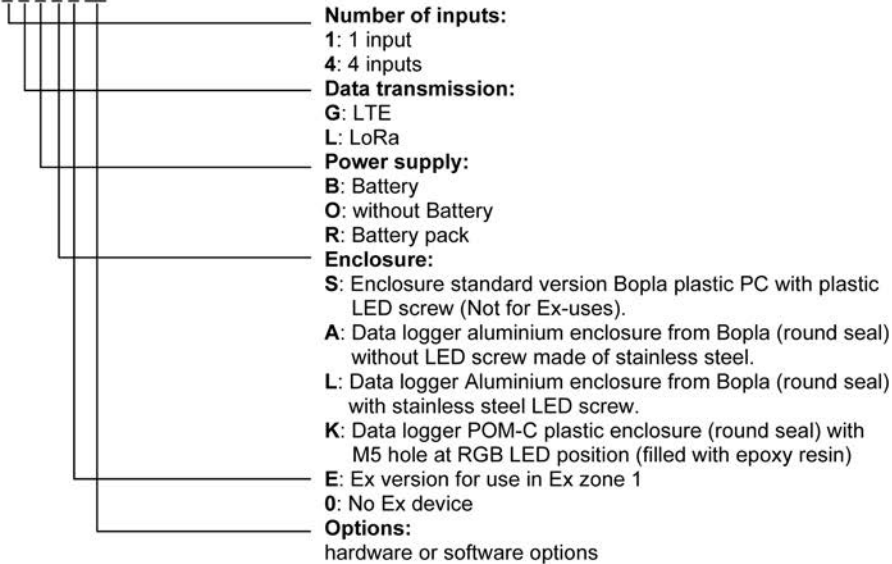 Number of inputs:
1: 1 input
4: 4 inputs
Data transmission:
G: LTE
L: LoRa
Power supply:
B: Battery
O: without Battery
R: Battery pack
Enclosure:
S: Enclosure standard version Bopla plastic PC with plastic
LED screw (Not for Ex-uses).
A: Data logger aluminium enclosure from Bopla (round seal)
without LED screw made of stainless steel.
L: Data logger Aluminium enclosure from Bopla (round seal)
with stainless steel LED screw.
K: Data logger POM-C plastic enclosure (round seal) with
M5 hole at RGB LED position (filled with epoxy resin)
E: Ex version for use in Ex zone 1
0: No Ex device
Options:
hardware or software options